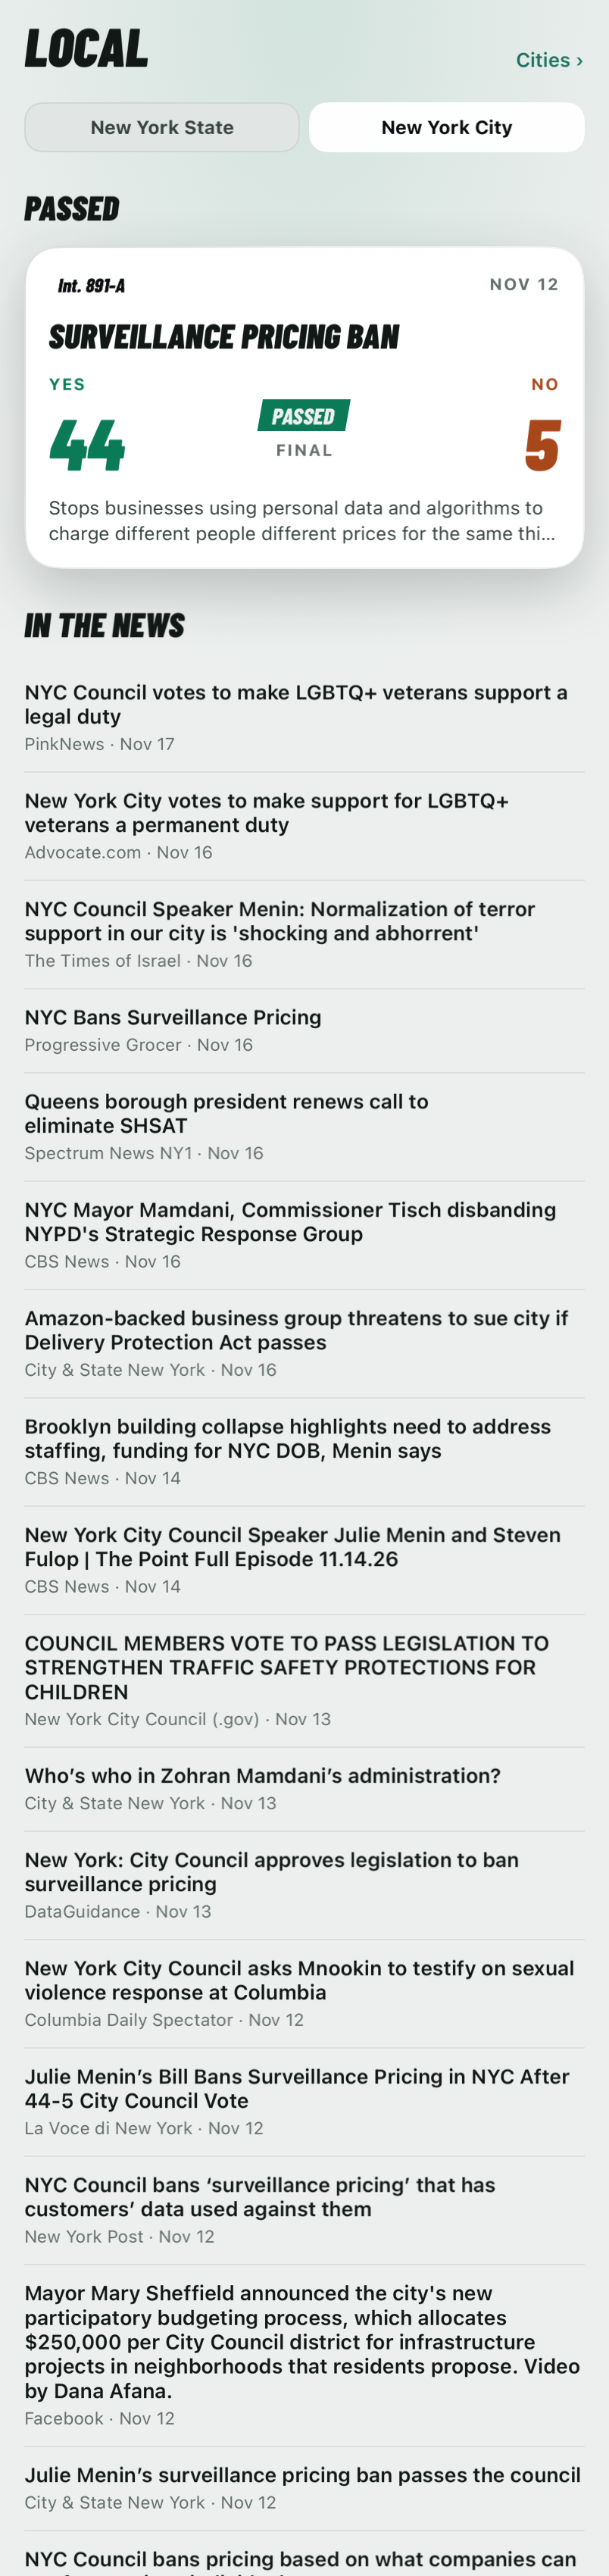 LOCAL
Cities ›
New York State
New York City
PASSED
Int. 891-A
NOV 12
SURVEILLANCE PRICING BAN
YES
NO
44
PASSED
5
FINAL
Stops businesses using personal data and algorithms to
charge different people different prices for the same thi...
IN THE NEWS
NYC Council votes to make LGBTQ+ veterans support a
legal duty
PinkNews · Nov 17
New York City votes to make support for LGBTQ+
veterans a permanent duty
Advocate.com · Nov 16
NYC Council Speaker Menin: Normalization of terror
support in our city is 'shocking and abhorrent'
The Times of Israel · Nov 16
NYC Bans Surveillance Pricing
Progressive Grocer · Nov 16
Queens borough president renews call to
eliminate SHSAT
Spectrum News NY1 · Nov 16
NYC Mayor Mamdani, Commissioner Tisch disbanding
NYPD's Strategic Response Group
CBS News · Nov 16
Amazon-backed business group threatens to sue city if
Delivery Protection Act passes
City & State New York · Nov 16
Brooklyn building collapse highlights need to address
staffing, funding for NYC DOB, Menin says
CBS News · Nov 14
New York City Council Speaker Julie Menin and Steven
Fulop | The Point Full Episode 11.14.26
CBS News · Nov 14
COUNCIL MEMBERS VOTE TO PASS LEGISLATION TO
STRENGTHEN TRAFFIC SAFETY PROTECTIONS FOR
CHILDREN
New York City Council (.gov) · Nov 13
Who’s who in Zohran Mamdani’s administration?
City & State New York · Nov 13
New York: City Council approves legislation to ban
surveillance pricing
DataGuidance · Nov 13
New York City Council asks Mnookin to testify on sexual
violence response at Columbia
Columbia Daily Spectator · Nov 12
Julie Menin’s Bill Bans Surveillance Pricing in NYC After
44-5 City Council Vote
La Voce di New York · Nov 12
NYC Council bans ‘surveillance pricing’ that has
customers’ data used against them
New York Post · Nov 12
Mayor Mary Sheffield announced the city's new
participatory budgeting process, which allocates
$250,000 per City Council district for infrastructure
projects in neighborhoods that residents propose. Video
by Dana Afana.
Facebook · Nov 12
Julie Menin’s surveillance pricing ban passes the council
City & State New York · Nov 12
NYC Council bans pricing based on what companies can